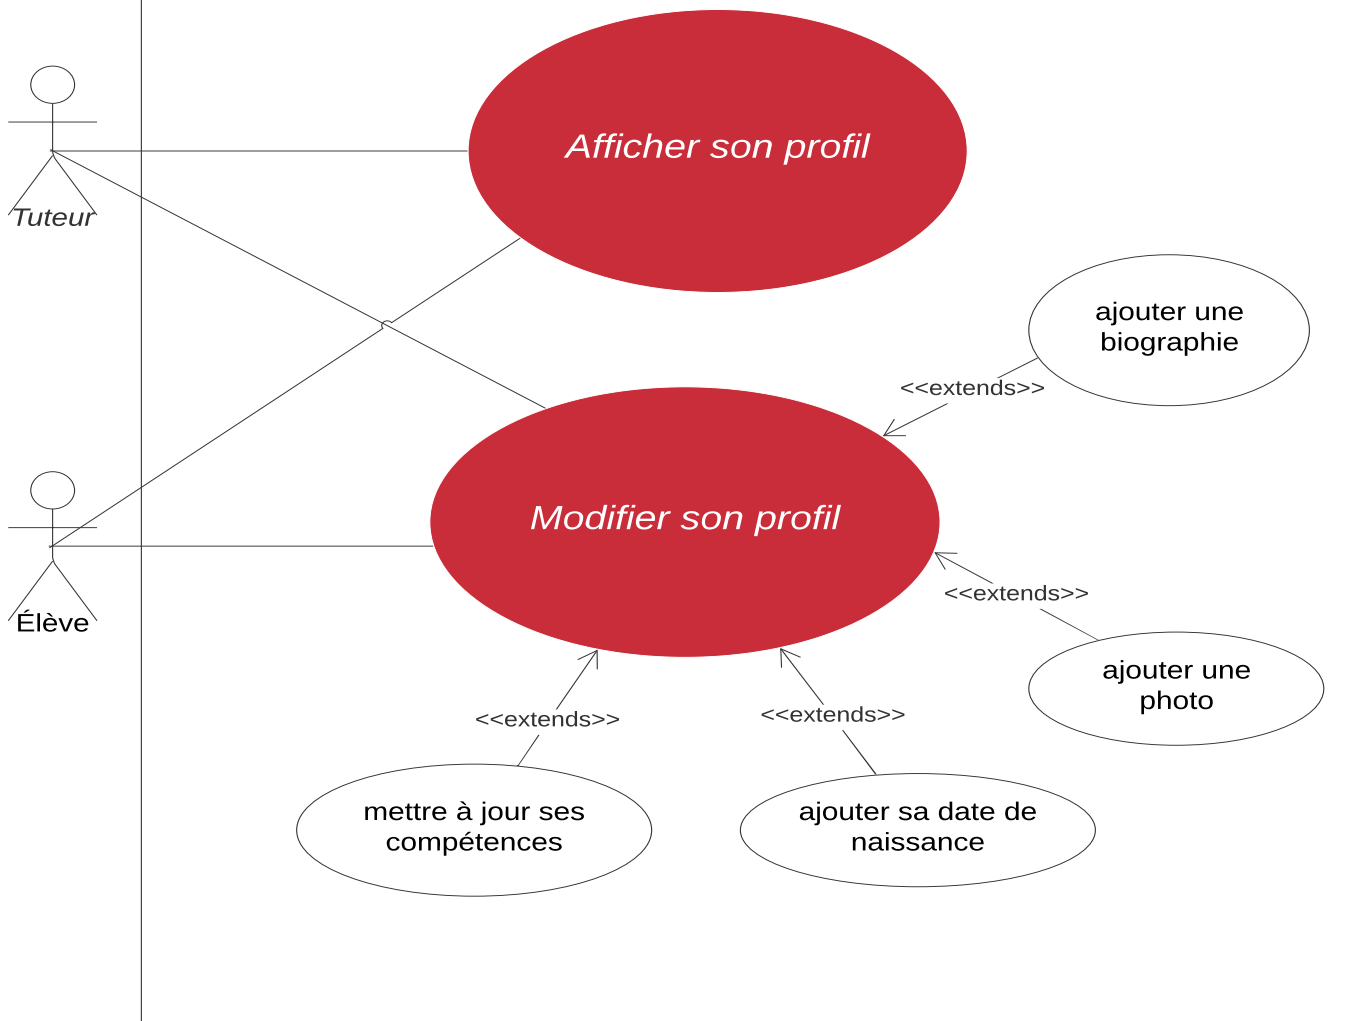 Afficher son profil
Tuteur
ajouter une
biographie
<<extends>>
Modifier son profil
<<extends>>
Élève
ajouter une
photo
<<extends>>
<<extends>>
mettre à jour ses
compétences
ajouter sa date de
naissance